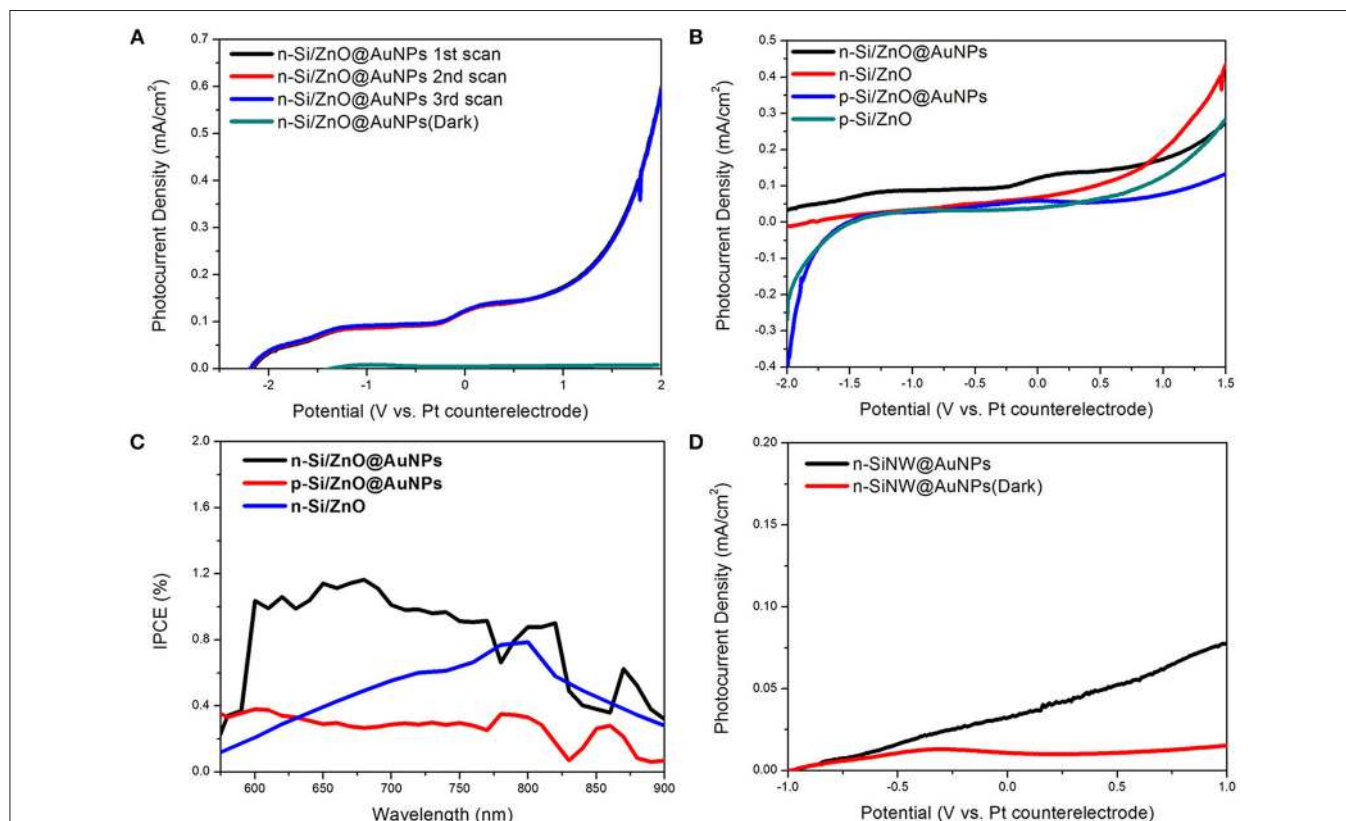 A
0.7
0.6
0.5
0.4
0.3
0.2
0.1
0.0
Photocurrent Density (mA/cm²)
n-Si/ZnO@AuNPs 1st scan
n-Si/ZnO@AuNPs 2nd scan
n-Si/ZnO@AuNPs 3rd scan
n-Si/ZnO@AuNPs(Dark)
-2 -1 0 1 2
Potential (V vs. Pt counterelectrode)
B
0.5
0.4
0.3
0.2
0.1
0.0
-0.1
-0.2
-0.3
-0.4
Photocurrent Density (mA/cm²)
n-Si/ZnO@AuNPs
n-Si/ZnO
p-Si/ZnO@AuNPs
p-Si/ZnO
-2.0 -1.5 -1.0 -0.5 0.0 0.5 1.0 1.5
Potential (V vs. Pt counterelectrode)
C
2.0
1.6
1.2
0.8
0.4
0.0
IPCE (%)
n-Si/ZnO@AuNPs
p-Si/ZnO@AuNPs
n-Si/ZnO
600 650 700 750 800 850 900
Wavelength (nm)
D
0.20
0.15
0.10
0.05
0.00
Photocurrent Density (mA/cm²)
n-SiNW@AuNPs
n-SiNW@AuNPs(Dark)
-1.0 -0.5 0.0 0.5 1.0
Potential (V vs. Pt counterelectrode)